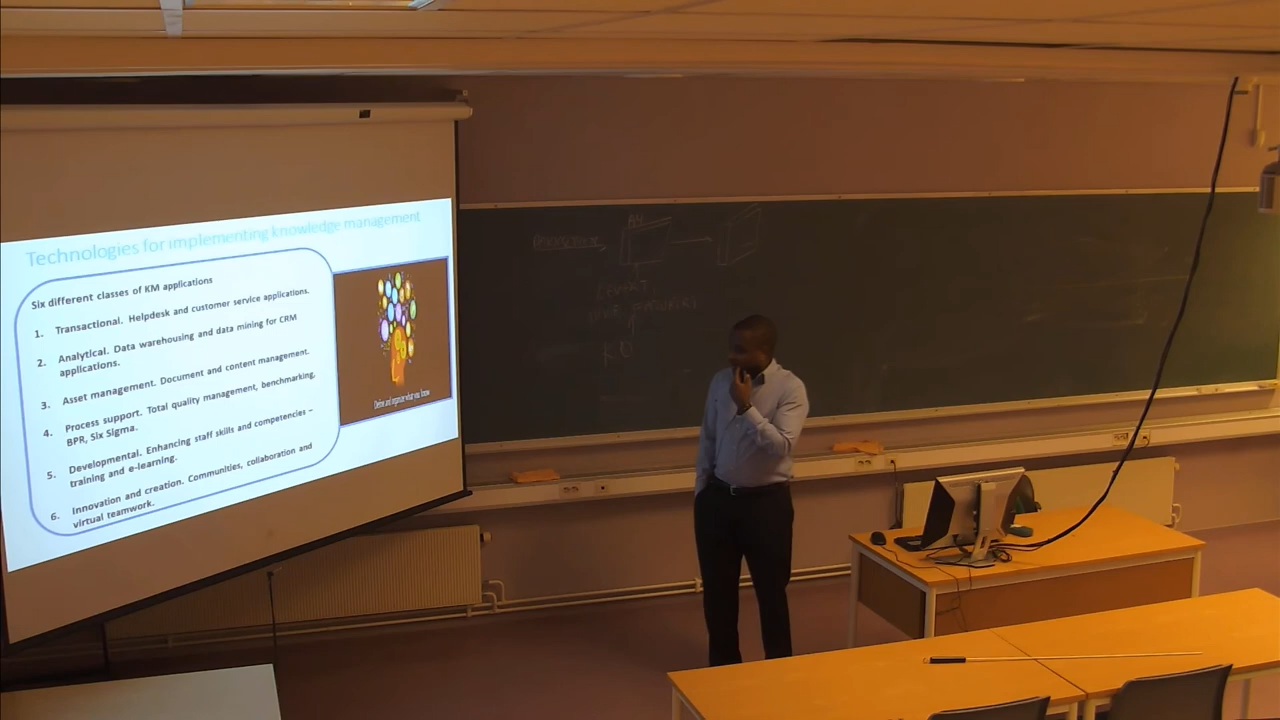 Technologies for implementing knowledge management
Six different classes of KM applications
1. Transactional. Helpdesk and customer service applications.
2. Analytical. Data warehousing and data mining for CRM
applications.
3. Asset management. Document and content management.
4. Process support. Total quality management, benchmarking,
BPR, Six Sigma.
5. Developmental. Enhancing staff skills and competencies –
training and e-learning.
6. Innovation and creation. Communities, collaboration and
virtual teamwork.
Define and organize what you know
A4